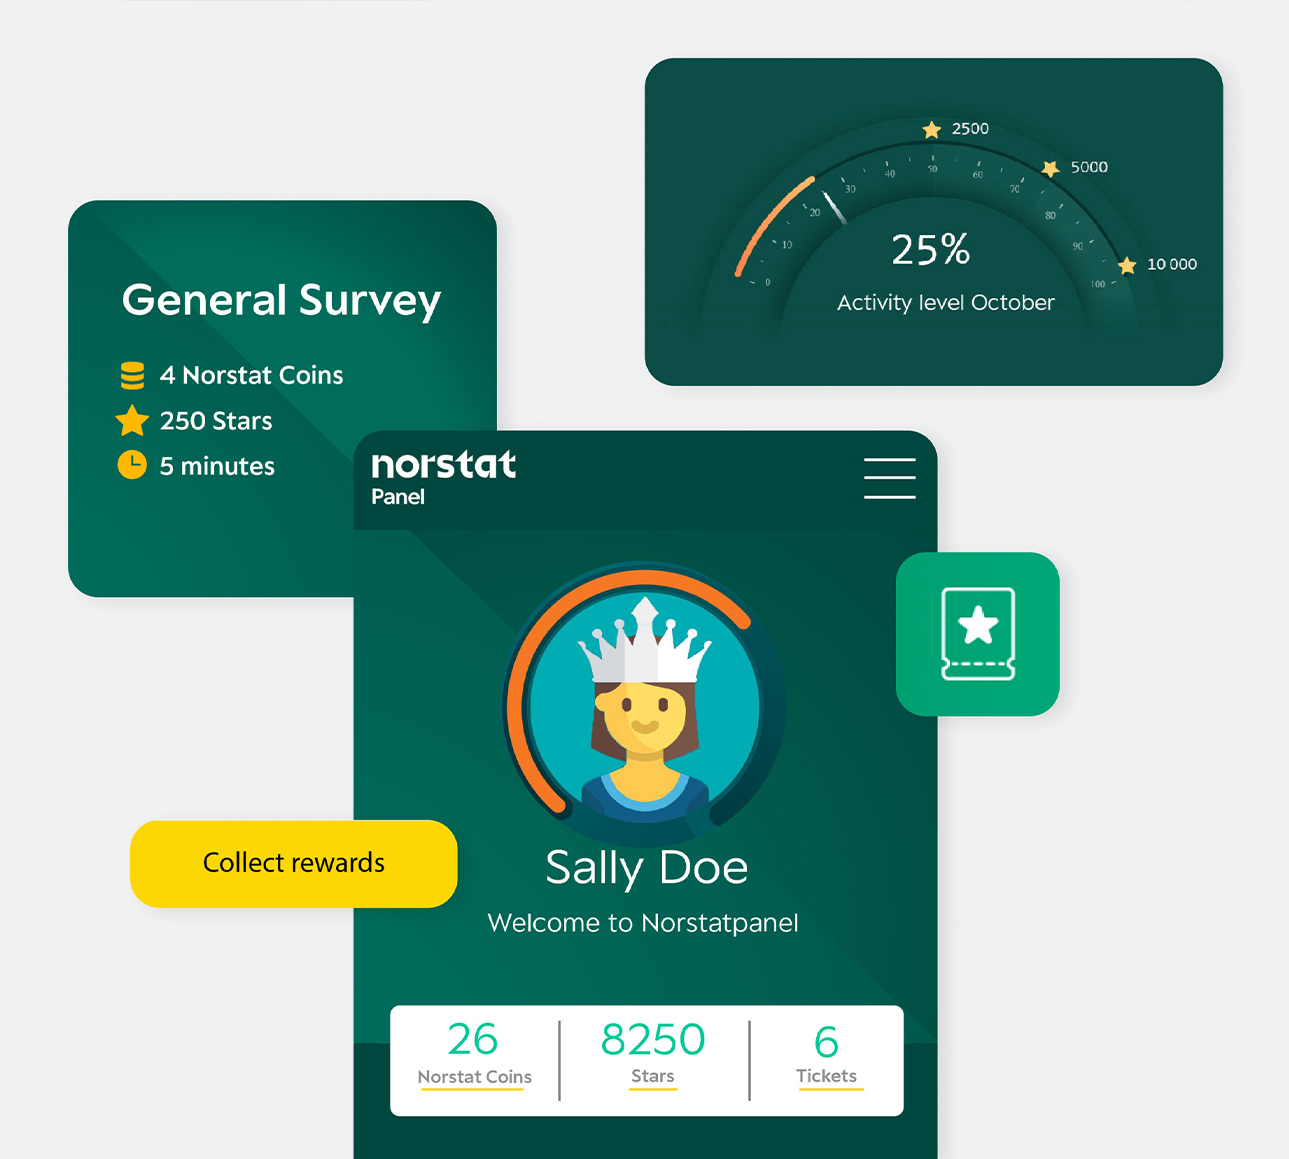 2500
5000
10 000
0
10
20
30
40
50
60
70
80
90
100
25%
Activity level October
General Survey
4 Norstat Coins
250 Stars
5 minutes
norstat
Panel
Collect rewards
Sally Doe
Welcome to Norstatpanel
26 8250 6
Norstat Coins Stars Tickets